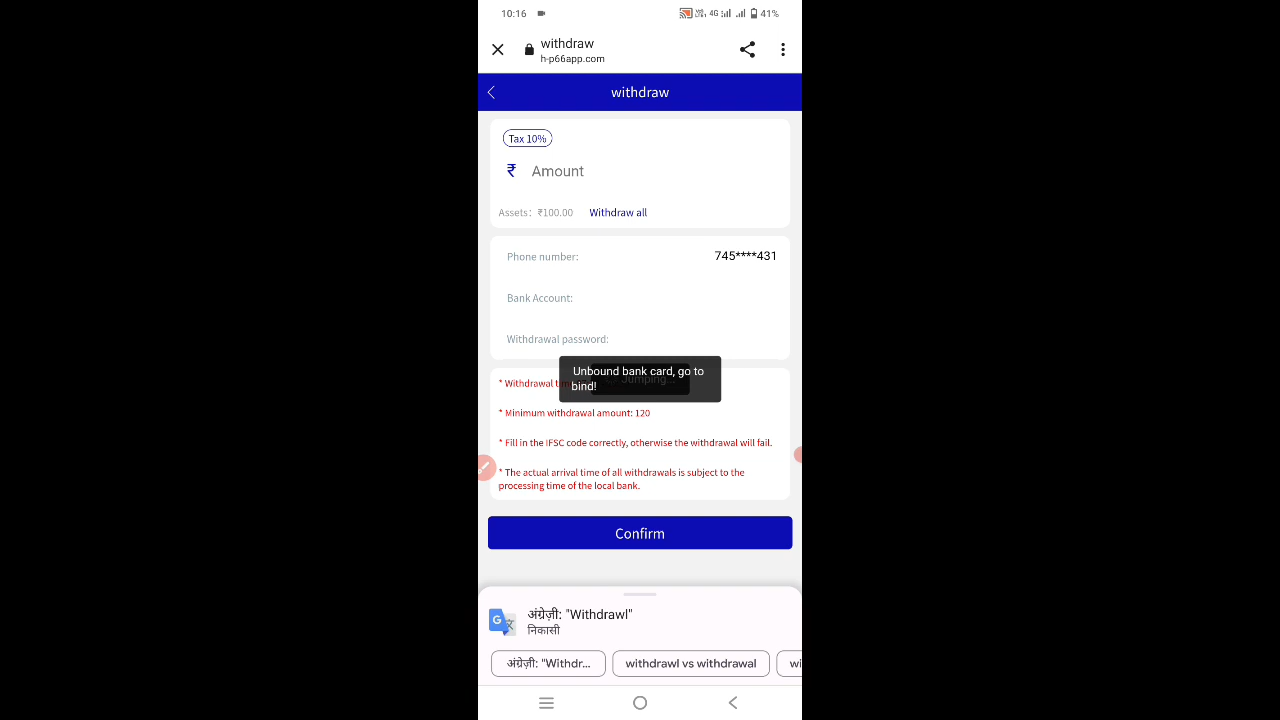 10:16
4G
41%
withdraw
h-p66app.com
withdraw
Tax 10%
₹ Amount
Assets: ₹100.00 Withdraw all
Phone number: 745****431
Bank Account:
Withdrawal password:
Unbound bank card, go to
bind!
Jumping...
* Withdrawal
* Minimum withdrawal amount: 120
* Fill in the IFSC code correctly, otherwise the withdrawal will fail.
* The actual arrival time of all withdrawals is subject to the
processing time of the local bank.
Confirm
अंग्रेज़ी: "Withdrawl"
निकासी
अंग्रेज़ी: "Withdr... withdrawl vs withdrawal wi